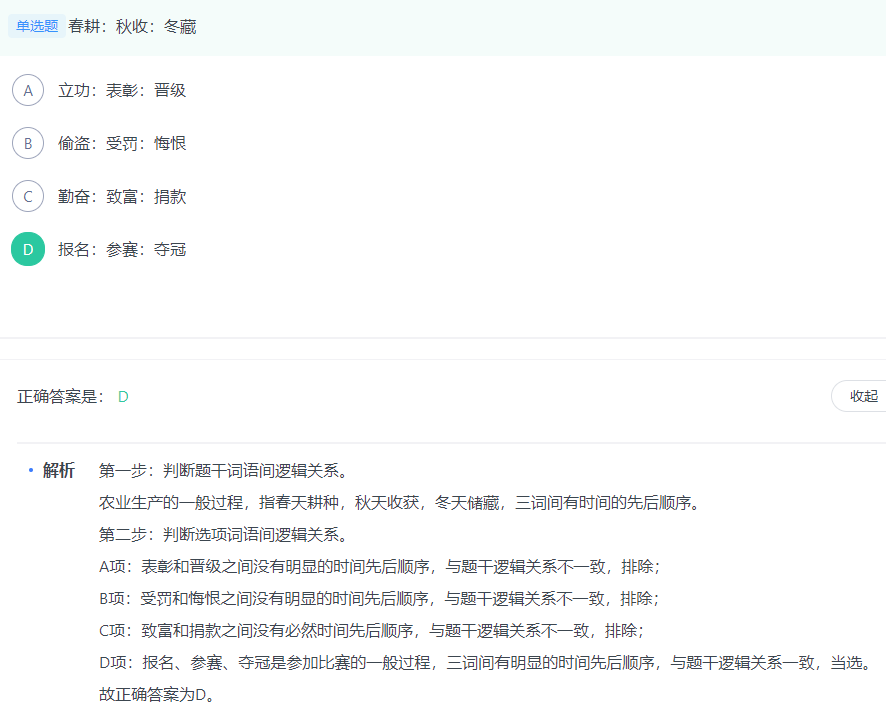 单选题 春耕：秋收：冬藏
A 立功：表彰：晋级
B 偷盗：受罚：悔恨
C 勤奋：致富：捐款
D 报名：参赛：夺冠
正确答案是： D
收起
• 解析 第一步：判断题干词语间逻辑关系。
农业生产的一般过程，指春天耕种，秋天收获，冬天储藏，三词间有时间的先后顺序。
第二步：判断选项词语间逻辑关系。
A项：表彰和晋级之间没有明显的时间先后顺序，与题干逻辑关系不一致，排除；
B项：受罚和悔恨之间没有明显的时间先后顺序，与题干逻辑关系不一致，排除；
C项：致富和捐款之间没有必然时间先后顺序，与题干逻辑关系不一致，排除；
D项：报名、参赛、夺冠是参加比赛的一般过程，三词间有明显的时间先后顺序，与题干逻辑关系一致，当选。
故正确答案为D。